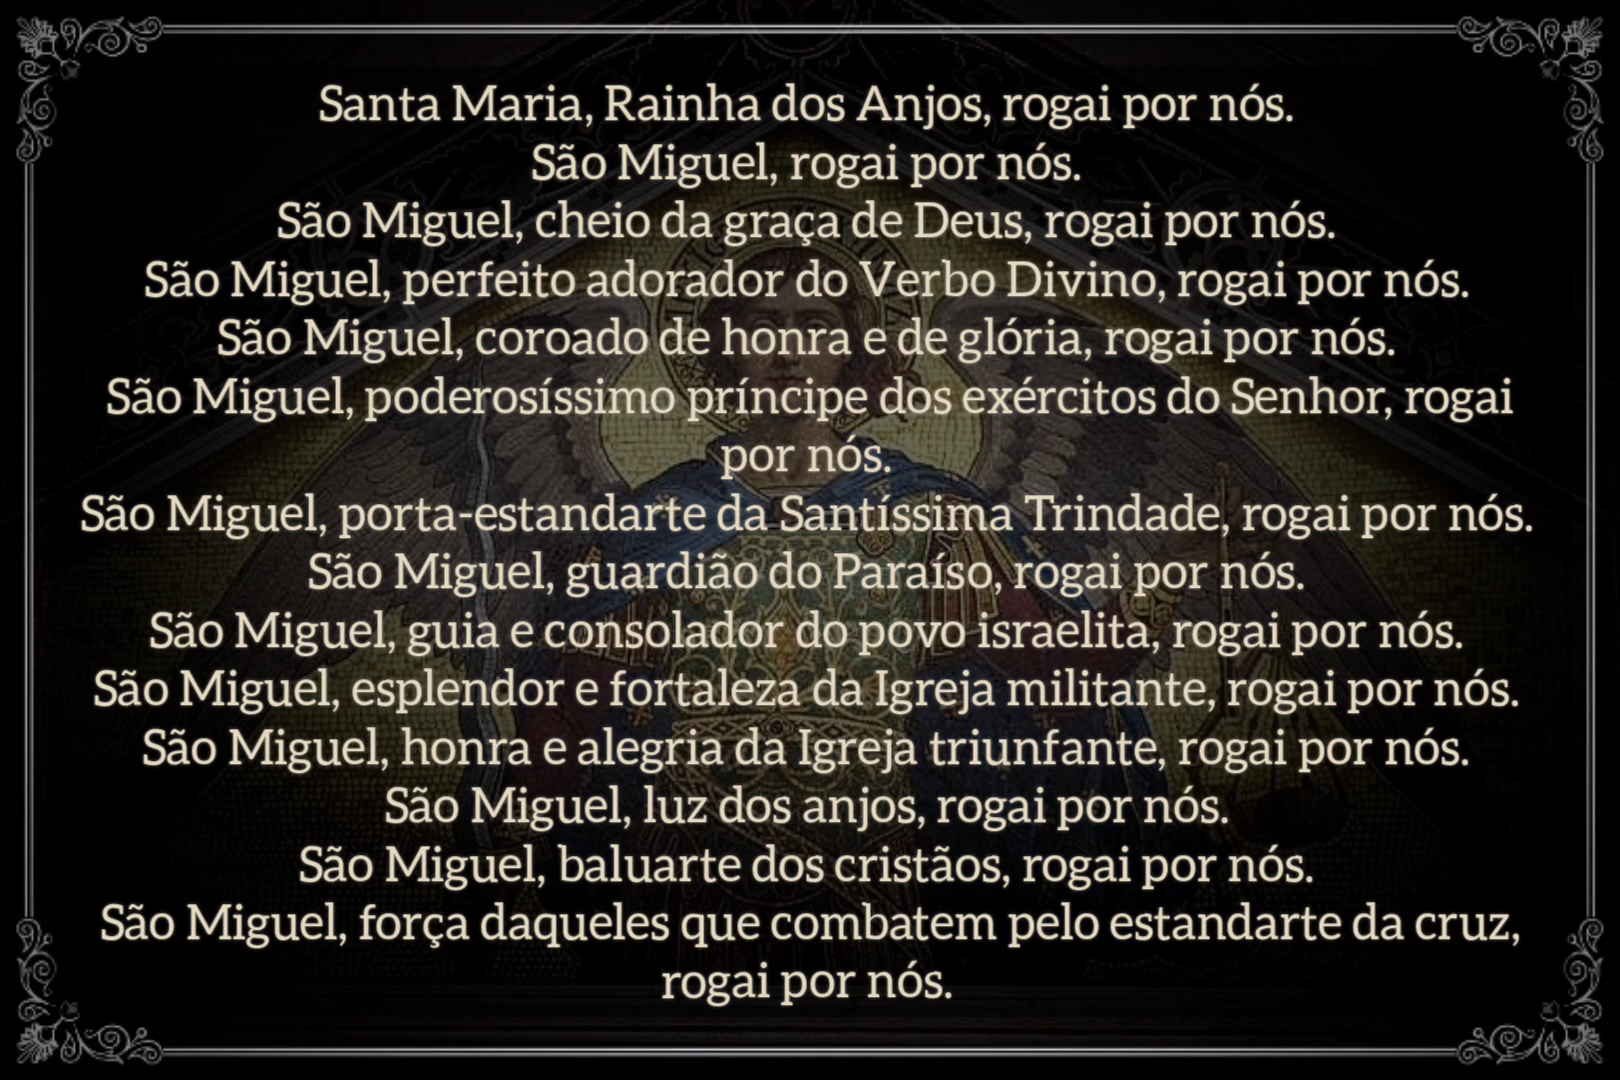 Santa Maria, Rainha dos Anjos, rogai por nós.
São Miguel, rogai por nós.
São Miguel, cheio da graça de Deus, rogai por nós.
São Miguel, perfeito adorador do Verbo Divino, rogai por nós.
São Miguel, coroado de honra e de glória, rogai por nós.
São Miguel, poderosíssimo príncipe dos exércitos do Senhor, rogai
por nós.
São Miguel, porta-estandarte da Santíssima Trindade, rogai por nós.
São Miguel, guardião do Paraíso, rogai por nós.
São Miguel, guia e consolador do povo israelita, rogai por nós.
São Miguel, esplendor e fortaleza da Igreja militante, rogai por nós.
São Miguel, honra e alegria da Igreja triunfante, rogai por nós.
São Miguel, luz dos anjos, rogai por nós.
São Miguel, baluarte dos cristãos, rogai por nós.
São Miguel, força daqueles que combatem pelo estandarte da cruz,
rogai por nós.